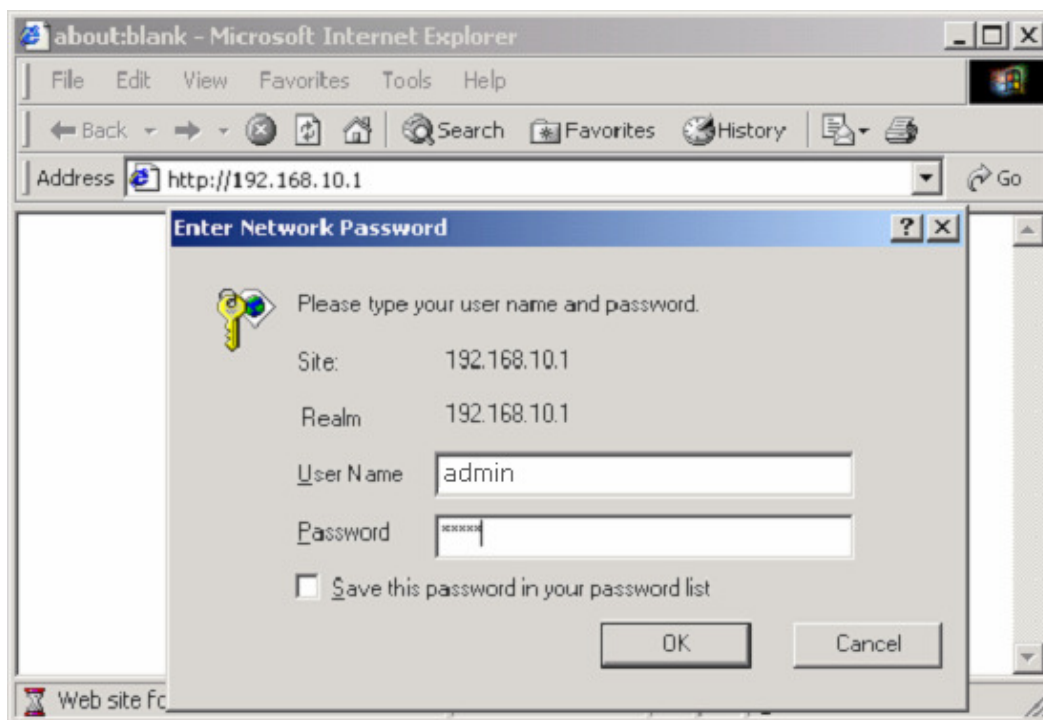 about:blank - Microsoft Internet Explorer
File Edit View Favorites Tools Help
Back Search Favorites History
Address http://192.168.10.1 Go
Enter Network Password
Please type your user name and password.
Site: 192.168.10.1
Realm 192.168.10.1
User Name admin
Password *****
Save this password in your password list
OK Cancel
Web site